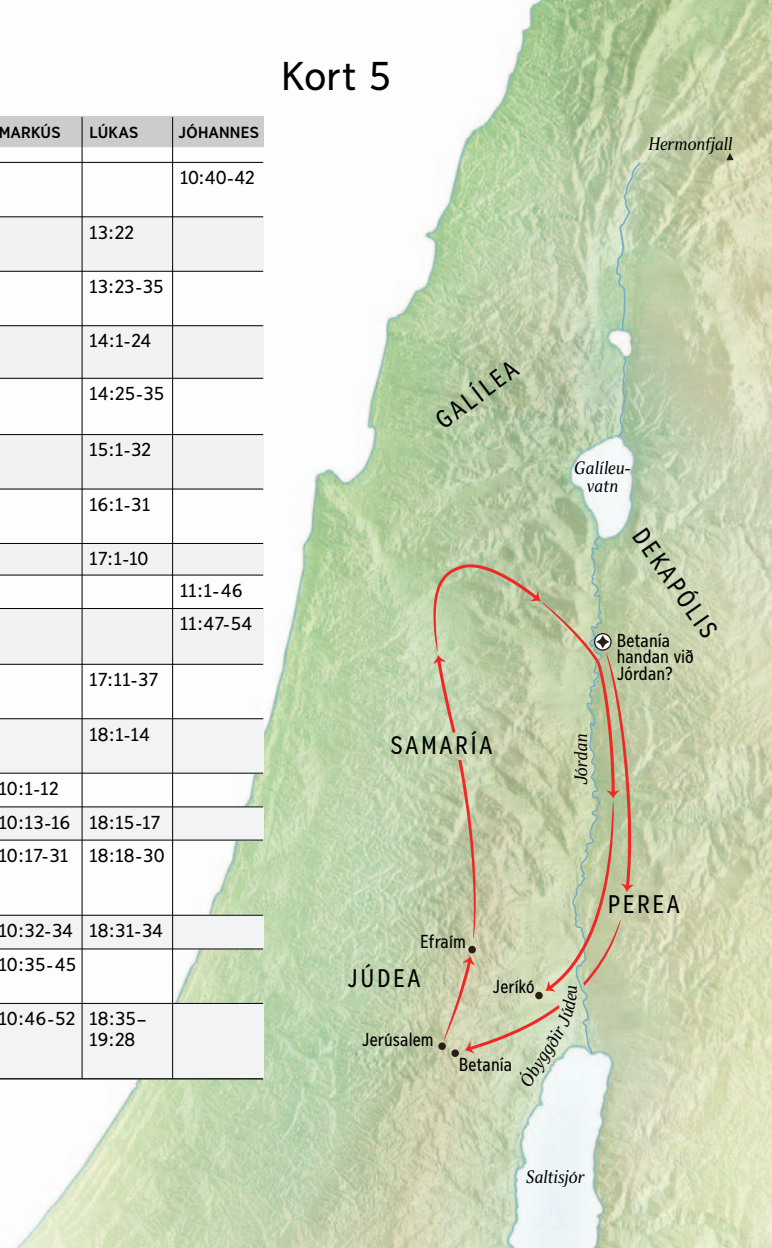 Kort 5
MARKÚS LÚKAS JÓHANNES
10:40-42
13:22
13:23-35
14:1-24
14:25-35
15:1-32
16:1-31
17:1-10
11:1-46
11:47-54
17:11-37
18:1-14
10:1-12
10:13-16 18:15-17
10:17-31 18:18-30
10:32-34 18:31-34
10:35-45
10:46-52 18:35–
19:28
Hermonfjall
GALÍLEA
Galíleu-
vatn
DEKAPÓLIS
Betanía
handan við
Jórdan?
SAMARÍA
Jórdan
PEREA
Efraím
JÚDEA
Jeríkó
Jerúsalem
Betanía
Óbyggðir Júdeu
Saltisjór